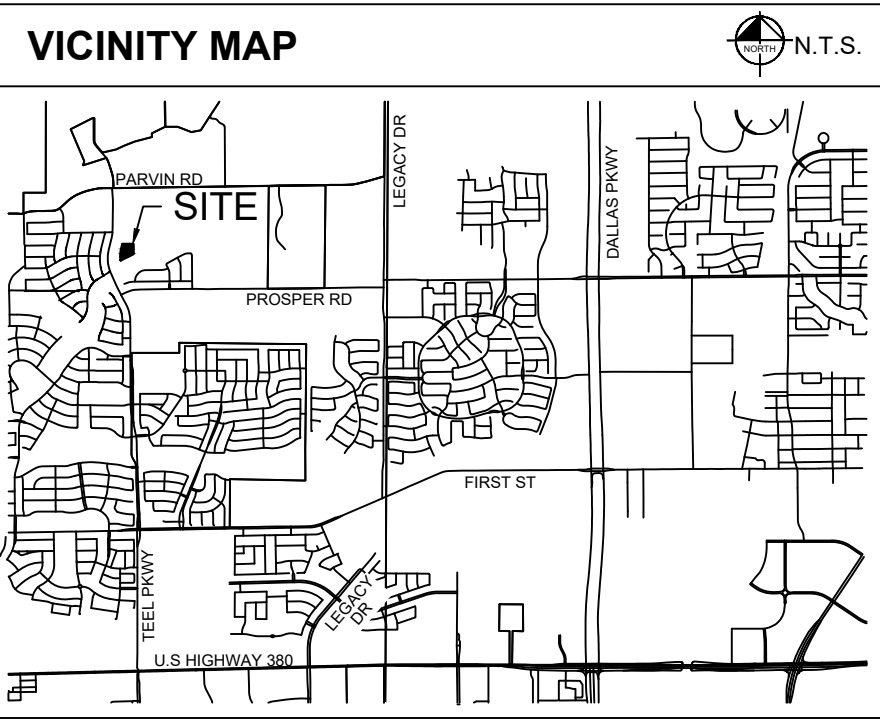 VICINITY MAP
NORTH
N.T.S.
PARVIN RD
SITE
LEGACY DR
DALLAS PKWY
PROSPER RD
FIRST ST
TEEL PKWY
LEGACY
DR
U.S HIGHWAY 380